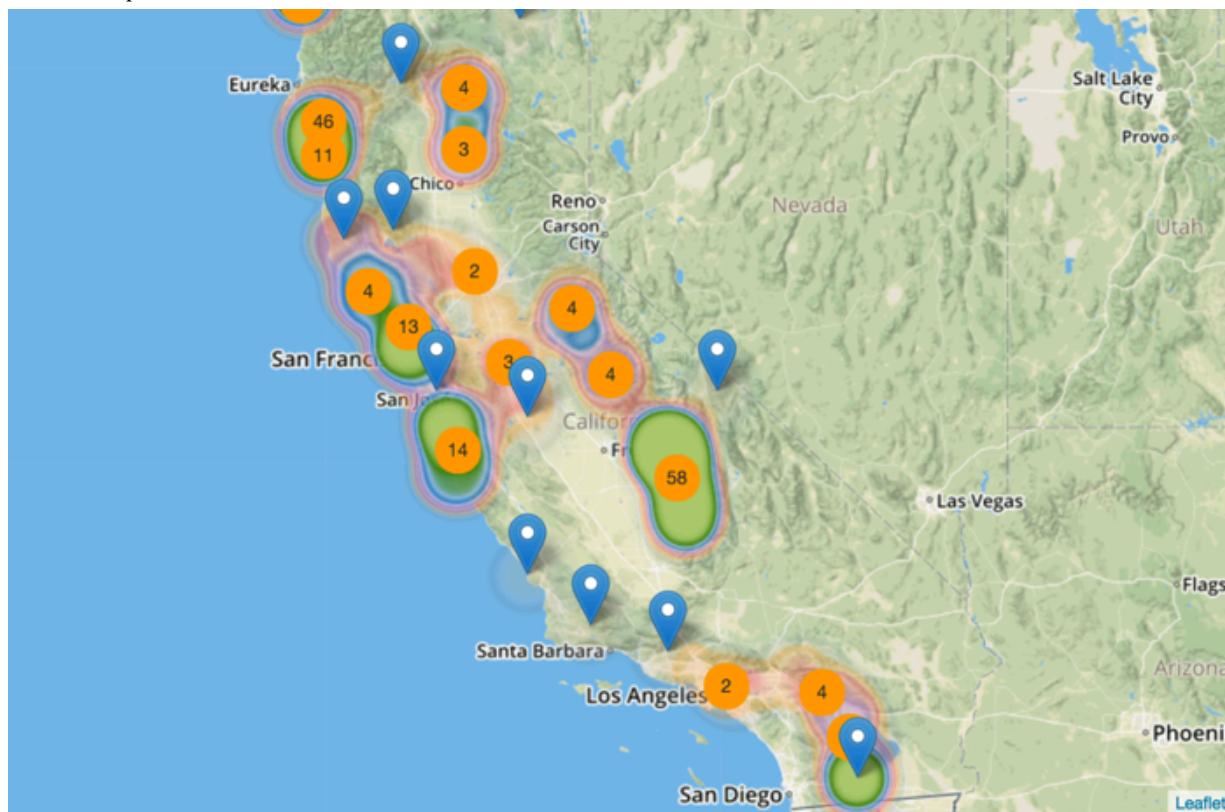 Eureka
4
Salt Lake
City
46
3
11
Provo
Chico
Reno
Nevada
Carson
City
Utah
2
4
4
13
San Franc
3
4
San J
Californ
14
Fr
58
Las Vegas
Flags
Santa Barbara
Arizona
2
4
Los Angeles
Phoeni
San Diego
Leaflet